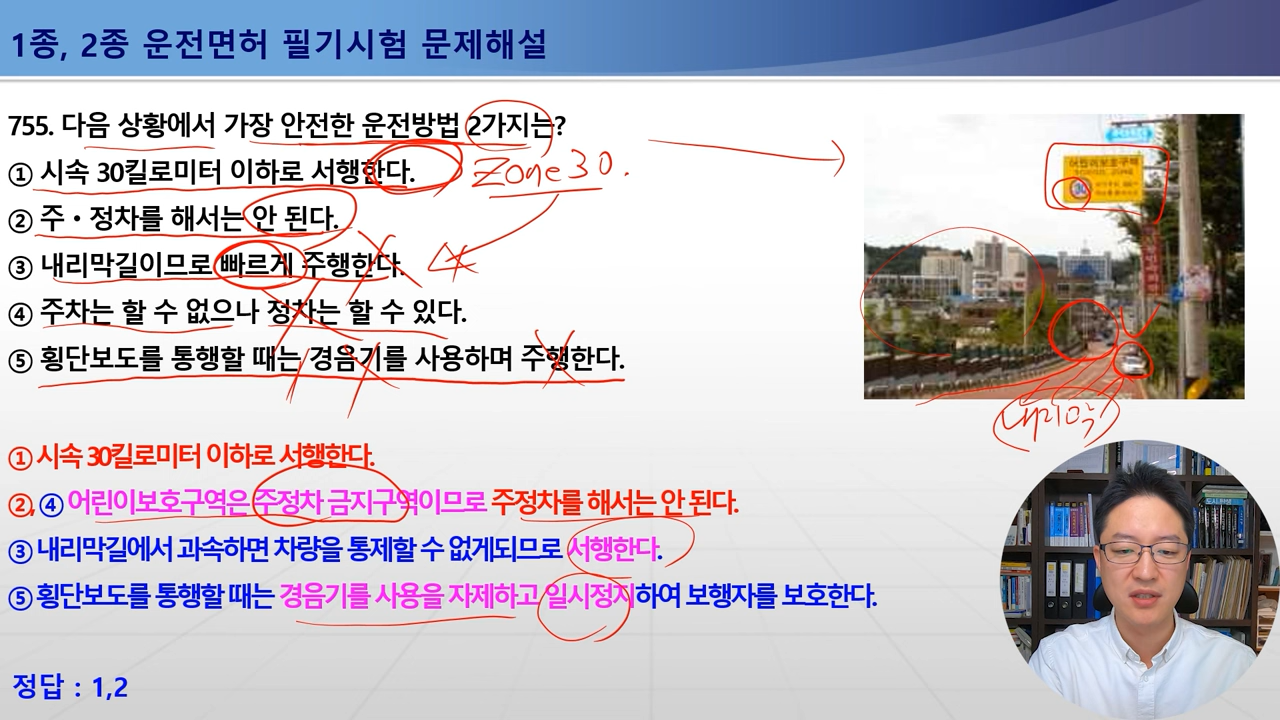 1종, 2종 운전면허 필기시험 문제해설
755. 다음 상황에서 가장 안전한 운전방법 2가지는?
① 시속 30킬로미터 이하로 서행한다.
zone 30.
② 주・정차를 해서는 안 된다.
③ 내리막길이므로 빠르게 주행한다.
④ 주차는 할 수 없으나 정차는 할 수 있다.
⑤ 횡단보도를 통행할 때는 경음기를 사용하며 주행한다.
어린이보호구역
30
내리막
① 시속 30킬로미터 이하로 서행한다.
②, ④ 어린이보호구역은 주정차 금지구역이므로 주정차를 해서는 안 된다.
③ 내리막길에서 과속하면 차량을 통제할 수 없게되므로 서행한다.
⑤ 횡단보도를 통행할 때는 경음기를 사용을 자제하고 일시정지하여 보행자를 보호한다.
정답 : 1,2